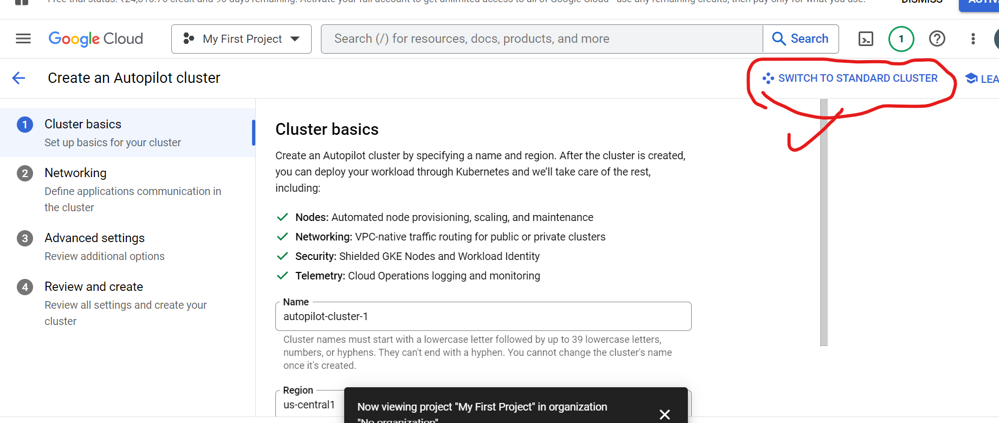 Free trial status: ₹24,810.76 credit and 90 days remaining. Activate your full account to get unlimited access to all of Google Cloud—use any remaining credits, then pay only for what you use.
DISMISS
Google Cloud
My First Project
Search (/) for resources, docs, products, and more
Search
1
Create an Autopilot cluster
SWITCH TO STANDARD CLUSTER
LEA
1
Cluster basics
Set up basics for your cluster
2
Networking
Define applications communication in
the cluster
3
Advanced settings
Review additional options
4
Review and create
Review all settings and create your
cluster
Cluster basics
Create an Autopilot cluster by specifying a name and region. After the cluster is created,
you can deploy your workload through Kubernetes and we’ll take care of the rest,
including:
Nodes: Automated node provisioning, scaling, and maintenance
Networking: VPC-native traffic routing for public or private clusters
Security: Shielded GKE Nodes and Workload Identity
Telemetry: Cloud Operations logging and monitoring
Name
autopilot-cluster-1
Cluster names must start with a lowercase letter followed by up to 39 lowercase letters,
numbers, or hyphens. They can't end with a hyphen. You cannot change the cluster's name
once it's created.
Region
us-central1
Now viewing project "My First Project" in organization
"No organization"